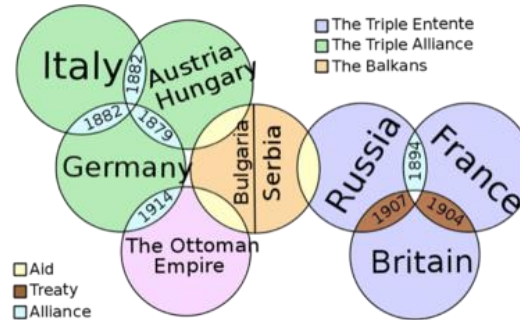 Italy
1882
Austria-
Hungary
1882
1879
Germany
1914
The Ottoman
Empire
Bulgaria
Serbia
Russia
1894
France
1907
1904
Britain
The Triple Entente
The Triple Alliance
The Balkans
Aid
Treaty
Alliance